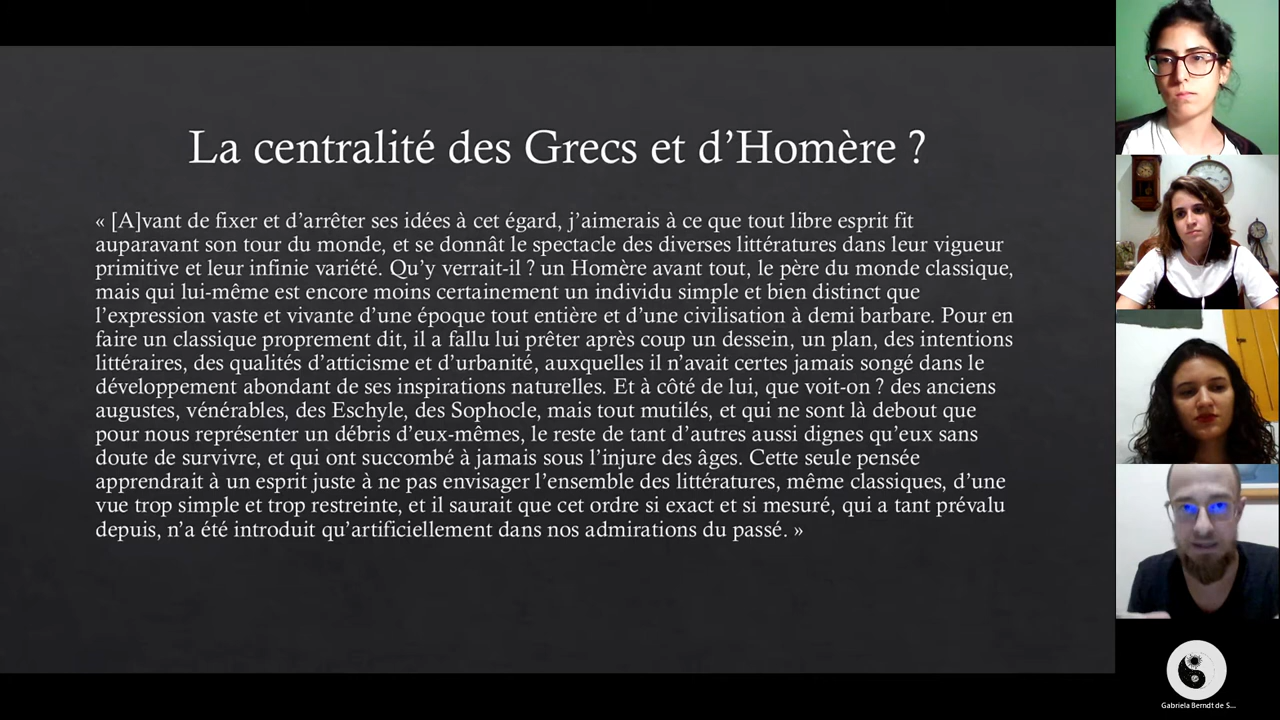 La centralité des Grecs et d’Homère ?
« [A]vant de fixer et d’arrêter ses idées à cet égard, j’aimerais à ce que tout libre esprit fit
auparavant son tour du monde, et se donnât le spectacle des diverses littératures dans leur vigueur
primitive et leur infinie variété. Qu’y verrait-il ? un Homère avant tout, le père du monde classique,
mais qui lui-même est encore moins certainement un individu simple et bien distinct que
l’expression vaste et vivante d’une époque tout entière et d’une civilisation à demi barbare. Pour en
faire un classique proprement dit, il a fallu lui prêter après coup un dessein, un plan, des intentions
littéraires, des qualités d’atticisme et d’urbanité, auxquelles il n’avait certes jamais songé dans le
développement abondant de ses inspirations naturelles. Et à côté de lui, que voit-on ? des anciens
augustes, vénérables, des Eschyle, des Sophocle, mais tout mutilés, et qui ne sont là debout que
pour nous représenter un débris d’eux-mêmes, le reste de tant d’autres aussi dignes qu’eux sans
doute de survivre, et qui ont succombé à jamais sous l’injure des âges. Cette seule pensée
apprendrait à un esprit juste à ne pas envisager l’ensemble des littératures, même classiques, d’une
vue trop simple et trop restreinte, et il saurait que cet ordre si exact et si mesuré, qui a tant prévalu
depuis, n’a été introduit qu’artificiellement dans nos admirations du passé. »
Gabriela Berndt de S...